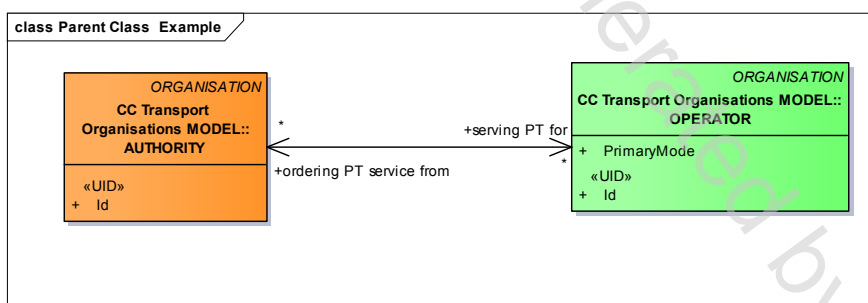 class Parent Class Example
ORGANISATION
CC Transport
Organisations MODEL::
AUTHORITY
«UID»
+ Id
*
+ordering PT service from
+serving PT for
*
ORGANISATION
CC Transport Organisations MODEL::
OPERATOR
+ PrimaryMode
«UID»
+ Id